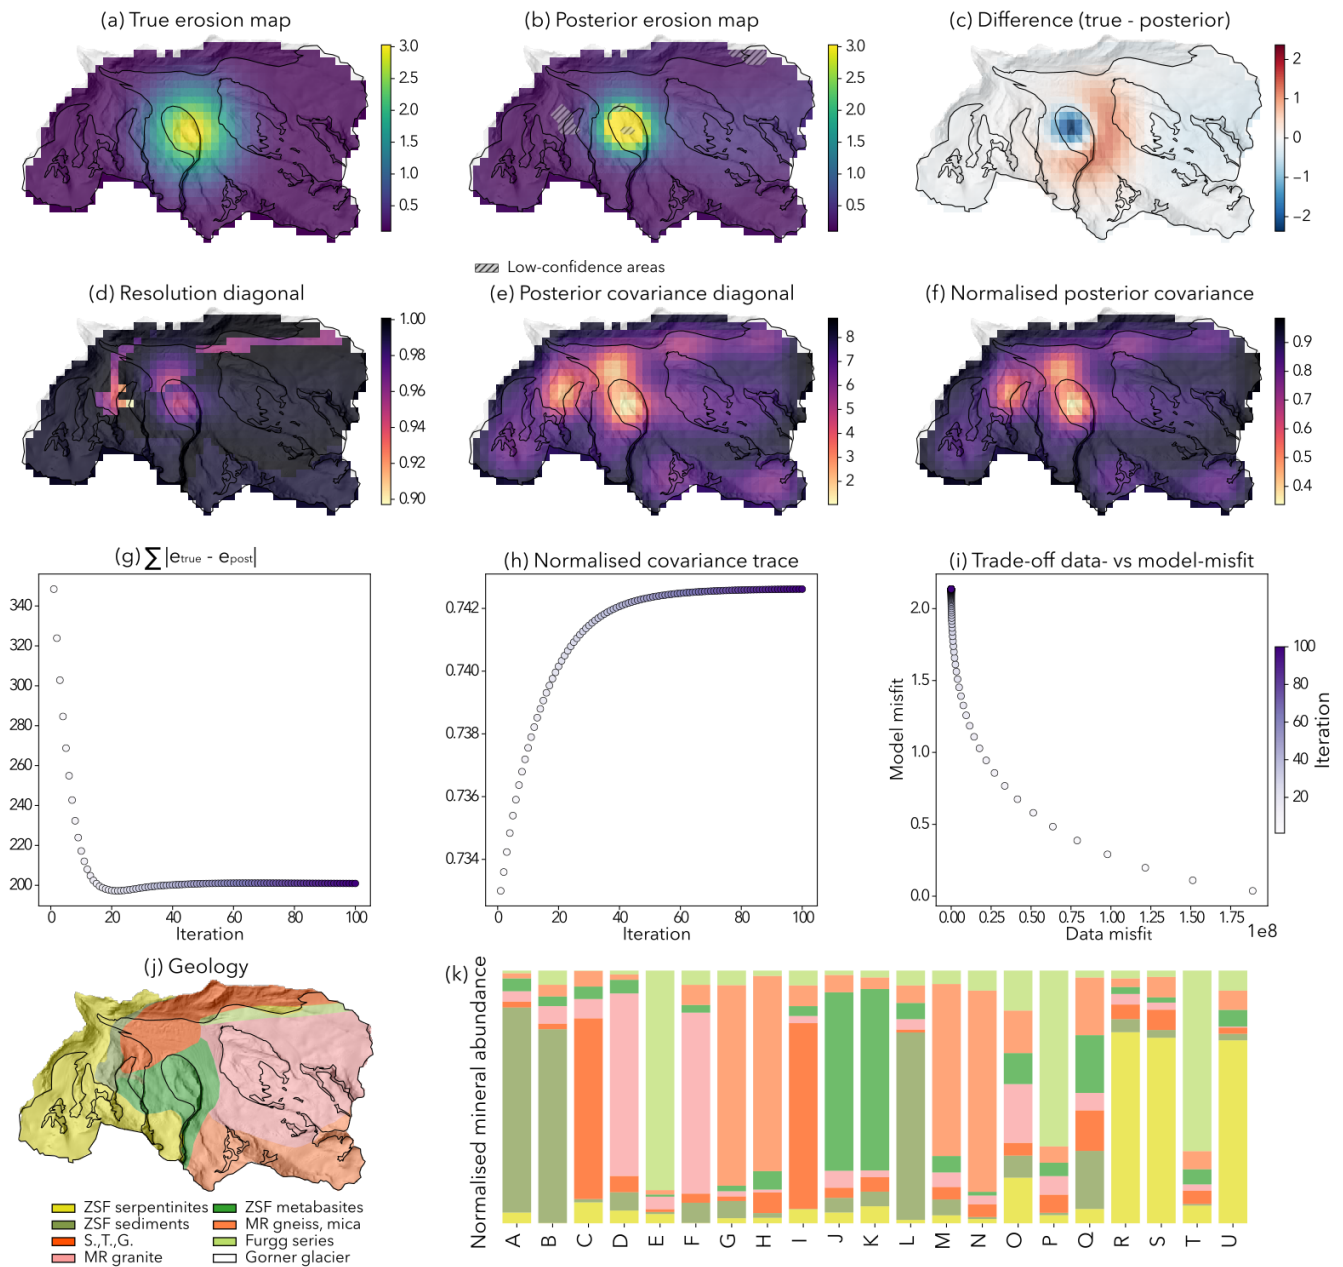 (a) True erosion map
(b) Posterior erosion map
(c) Difference (true - posterior)
3.0
2.5
2.0
1.5
1.0
0.5
3.0
2.5
2.0
1.5
1.0
0.5
2
1
0
−1
−2
Low-confidence areas
(d) Resolution diagonal
(e) Posterior covariance diagonal
(f) Normalised posterior covariance
1.00
0.98
0.96
0.94
0.92
0.90
8
7
6
5
4
3
2
0.9
0.8
0.7
0.6
0.5
0.4
(g) ∑ |etrue - epost|
(h) Normalised covariance trace
(i) Trade-off data- vs model-misfit
340
320
300
280
260
240
220
200
0 20 40 60 80 100
Iteration
0.742
0.740
0.738
0.736
0.734
0 20 40 60 80 100
Iteration
Model misfit
2.0
1.5
1.0
0.5
0.0
0.00 0.25 0.50 0.75 1.00 1.25 1.50 1.75
Data misfit
1e8
100
80
60
40
20
Iteration
(j) Geology
ZSF serpentinites
ZSF sediments
S.,T.,G.
MR granite
ZSF metabasites
MR gneiss, mica
Furgg series
Gorner glacier
(k)
Normalised mineral abundance
A B C D E F G H I J K L M N O P Q R S T U